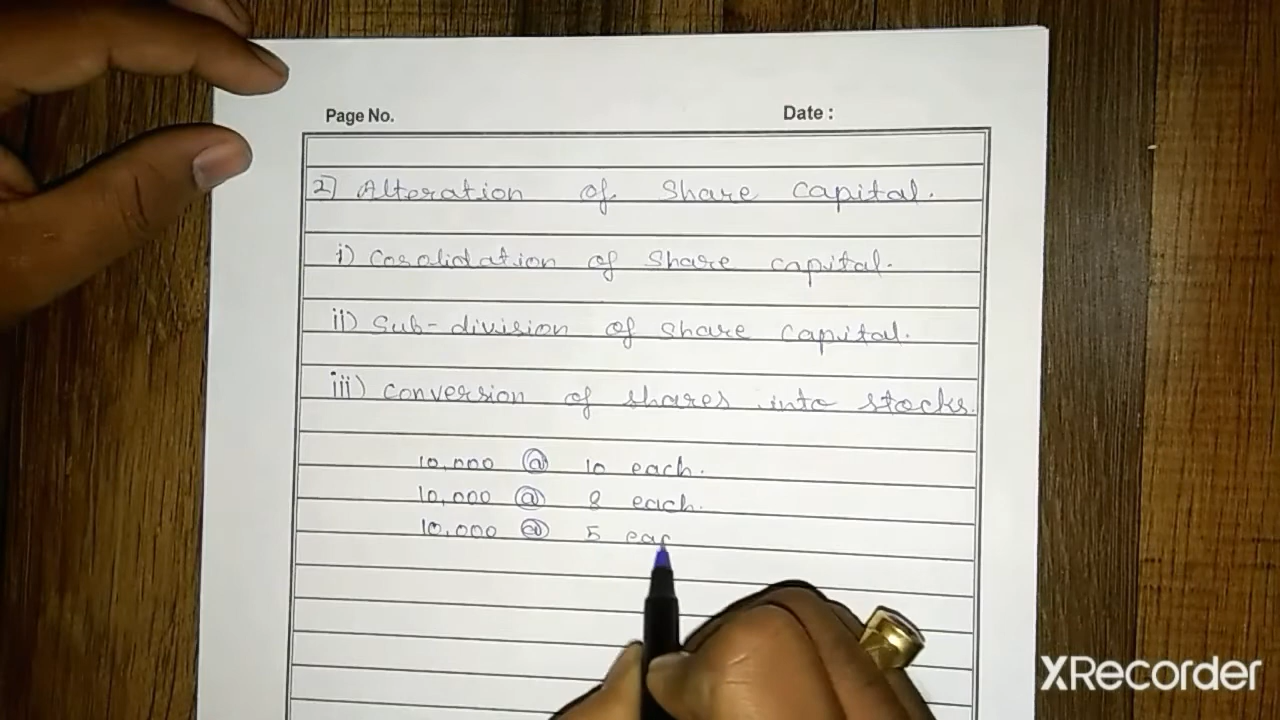 Page No. Date :
2] Alteration of Share Capital.
i) Cosolidation of Share Capital.
ii) Sub-division of Share Capital.
iii) Conversion of shares into stocks.
10,000 @ 10 each.
10,000 @ 8 each.
10,000 @ 5 eac
XRecorder